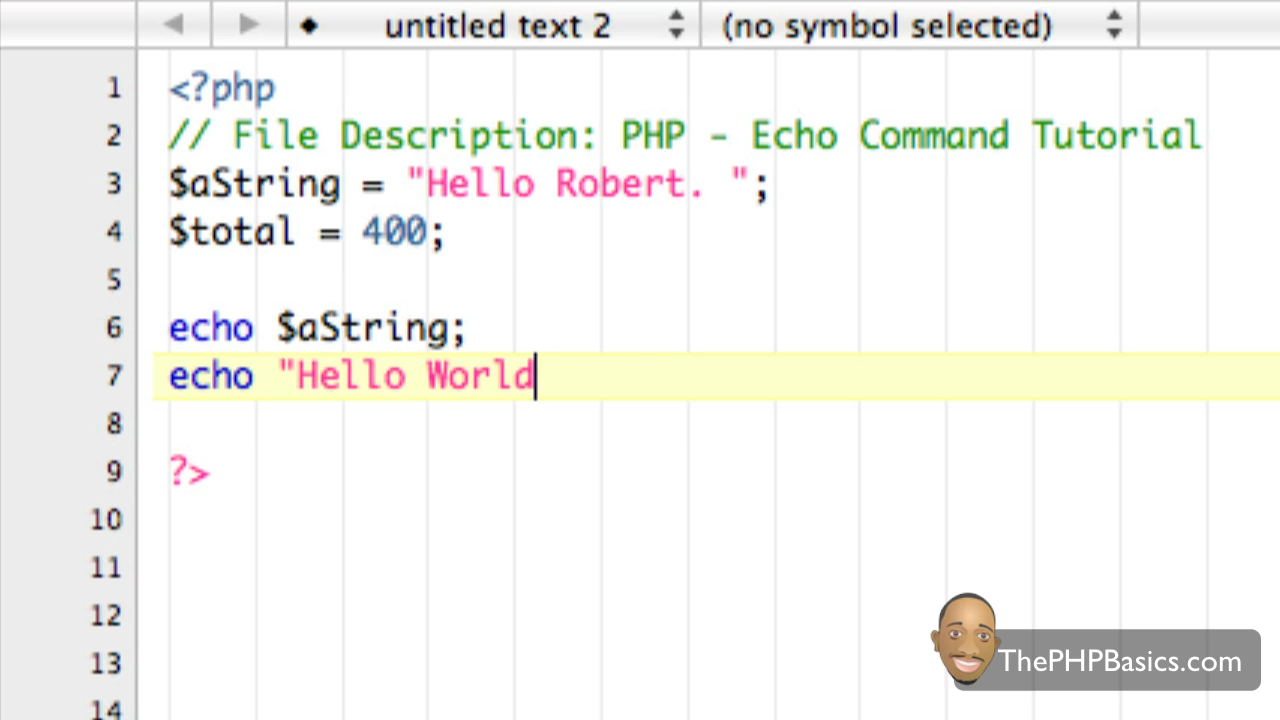 untitled text 2 (no symbol selected)
1 <?php
2 // File Description: PHP - Echo Command Tutorial
3 $aString = "Hello Robert. ";
4 $total = 400;
5
6 echo $aString;
7 echo "Hello World
8
9 ?>
10
11
12
13
14
ThePHPBasics.com